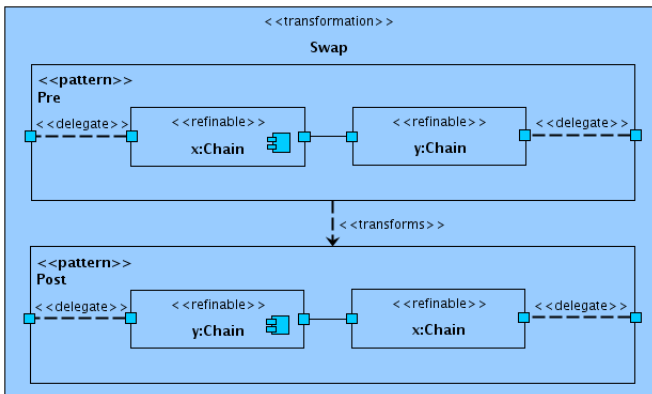 <<transformation>>
Swap
<<pattern>>
Pre
<<delegate>>
<<refinable>>
x:Chain
<<refinable>>
y:Chain
<<delegate>>
<<transforms>>
<<pattern>>
Post
<<delegate>>
<<refinable>>
y:Chain
<<refinable>>
x:Chain
<<delegate>>